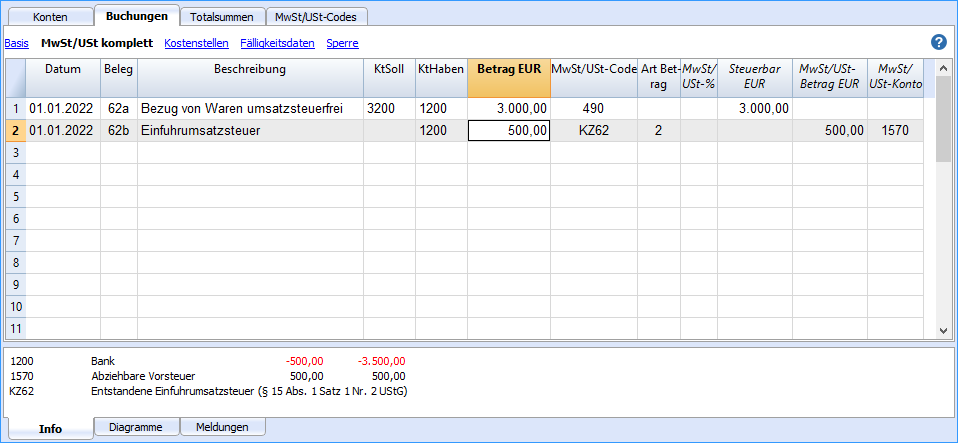 Konten Buchungen Totalsummen MwSt/USt-Codes
Basis MwSt/USt komplett Kostenstellen Fälligkeitsdaten Sperre ?
Datum Beleg Beschreibung KtSoll KtHaben Betrag EUR MwSt/USt-Code Art Bet- MwSt/ Steuerbar MwSt/USt- MwSt/
rag USt-% EUR Betrag EUR USt-Konto
1 01.01.2022 62a Bezug von Waren umsatzsteuerfrei 3200 1200 3.000,00 490 3.000,00
2 01.01.2022 62b Einfuhrumsatzsteuer 1200 500,00 KZ62 2 500,00 1570
3
4
5
6
7
8
9
10
11
1200 Bank -500,00 -3.500,00
1570 Abziehbare Vorsteuer 500,00 500,00
KZ62 Entstandene Einfuhrumsatzsteuer (§ 15 Abs. 1 Satz 1 Nr. 2 UStG)
Info Diagramme Meldungen